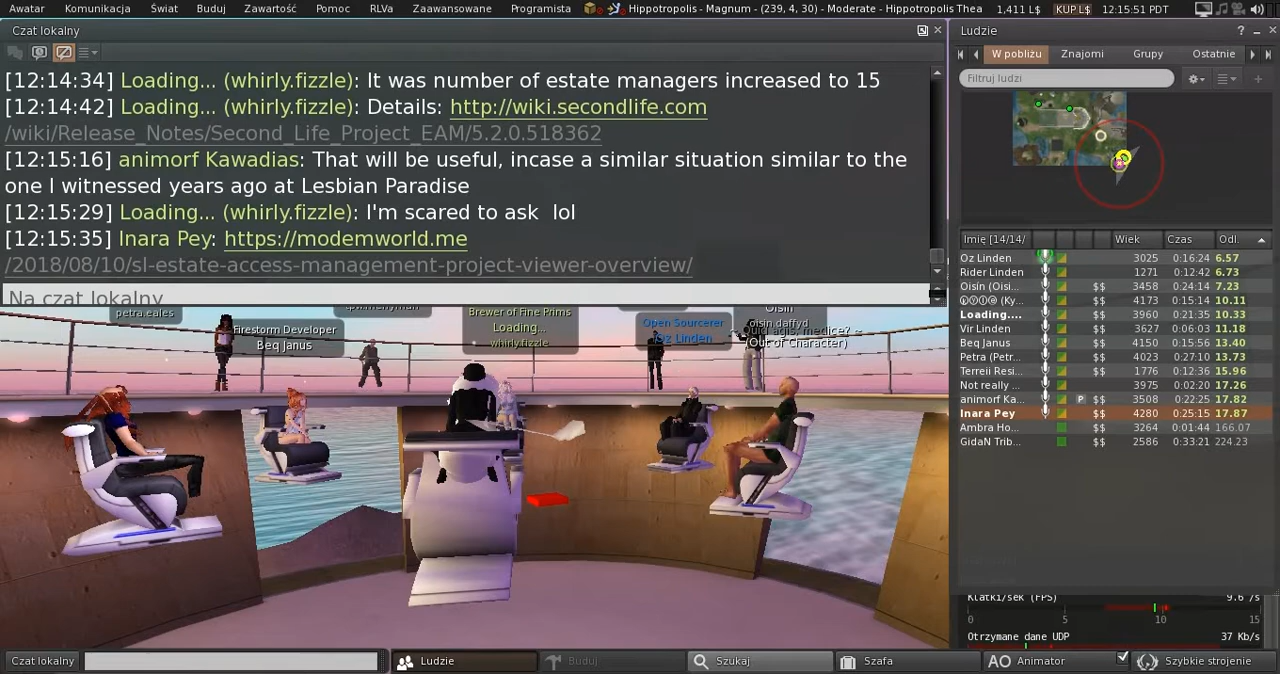 Awatar Komunikacja Świat Buduj Zawartość Pomoc RLVa Zaawansowane Programista Hippotropolis - Magnum - (239, 4, 30) - Moderate - Hippotropolis Thea 1,411 L$ KUP L$ 12:15:51 PDT
Czat lokalny
[12:14:34] Loading... (whirly.fizzle): It was number of estate managers increased to 15
[12:14:42] Loading... (whirly.fizzle): Details: http://wiki.secondlife.com
/wiki/Release_Notes/Second_Life_Project_EAM/5.2.0.518362
[12:15:16] animorf Kawadias: That will be useful, incase a similar situation similar to the
one I witnessed years ago at Lesbian Paradise
[12:15:29] Loading... (whirly.fizzle): I'm scared to ask lol
[12:15:35] Inara Pey: https://modemworld.me
/2018/08/10/sl-estate-access-management-project-viewer-overview/
Na czat lokalny
petra.eales
Firestorm Developer
Beq Janus
Brewer of Fine Prims
Loading...
whirly.fizzle
Open Sourcerer
Oz Linden
Oisin
oisin.daffyd
~ Quid agis, medice? ~
(Out of Character)
Ludzie
W pobliżu Znajomi Grupy Ostatnie
Filtruj ludzi
Imię [14/14/ Wiek Czas Odl.
Oz Linden 3025 0:16:24 6.57
Rider Linden 1271 0:12:42 6.73
Oisín (Oisi... $$ 3458 0:24:14 7.23
(Ky... $$ 4173 0:15:14 10.11
Loading.... $$ 3960 0:21:35 10.33
Vir Linden 3627 0:06:03 11.18
Beq Janus $$ 4150 0:15:56 13.40
Petra (Petr... $$ 4023 0:27:10 13.73
Terreii Resi... $$ 1776 0:12:36 15.96
Not really ... 3975 0:02:20 17.26
animorf Ka... P $$ 3508 0:22:25 17.82
Inara Pey $$ 4280 0:25:15 17.87
Ambra Ho... $$ 3264 0:01:44 166.07
GidaN Trib... $$ 2586 0:33:21 224.23
Klatki/sek (FPS) 9.6 /s
0 5 10 15
Otrzymane dane UDP 37 Kb/s
Czat lokalny Ludzie Buduj Szukaj Szafa AO Animator Szybkie strojenie